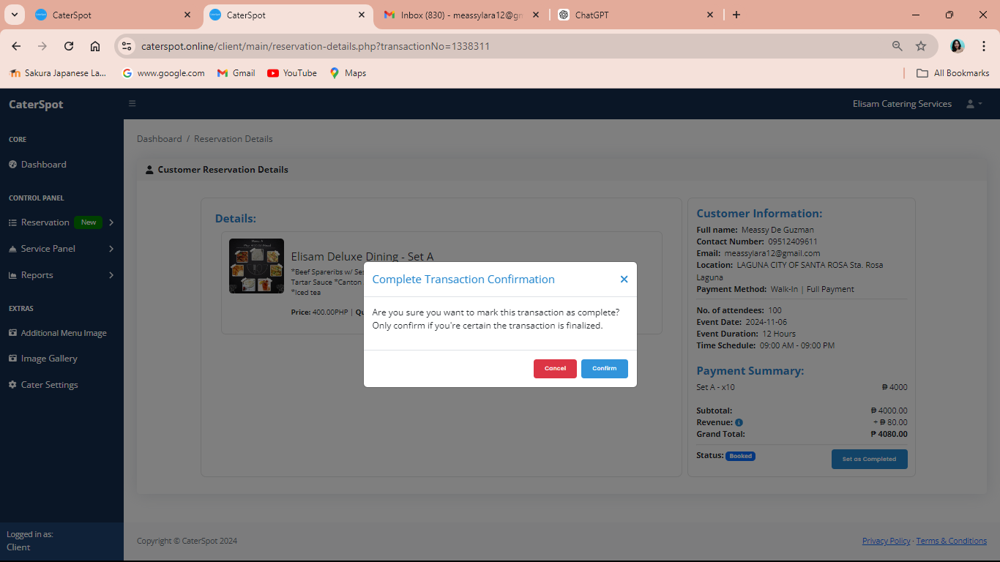 CaterSpot
CaterSpot
Inbox (830) - meassylara12@gm
ChatGPT
caterspot.online/client/main/reservation-details.php?transactionNo=1338311
Sakura Japanese La...
www.google.com
Gmail
YouTube
Maps
All Bookmarks
CaterSpot
Elisam Catering Services
CORE
Dashboard
CONTROL PANEL
Reservation New
Service Panel
Reports
EXTRAS
Additional Menu Image
Image Gallery
Cater Settings
Logged in as:
Client
Dashboard / Reservation Details
Customer Reservation Details
Details:
Elisam Deluxe Dining - Set A
*Beef Spareribs w/ Ses
Tartar Sauce *Canton
*Iced tea
Price: 400.00PHP | Qu
Complete Transaction Confirmation
Are you sure you want to mark this transaction as complete?
Only confirm if you're certain the transaction is finalized.
Cancel
Confirm
Customer Information:
Full name: Meassy De Guzman
Contact Number: 09512409611
Email: meassylara12@gmail.com
Location: LAGUNA CITY OF SANTA ROSA Sta. Rosa
Laguna
Payment Method: Walk-In | Full Payment
No. of attendees: 100
Event Date: 2024-11-06
Event Duration: 12 Hours
Time Schedule: 09:00 AM - 09:00 PM
Payment Summary:
Set A - x10 ₱ 4000
Subtotal: ₱ 4000.00
Revenue: + ₱ 80.00
Grand Total: ₱ 4080.00
Status: Booked
Set as Completed
Copyright © CaterSpot 2024
Privacy Policy · Terms & Conditions